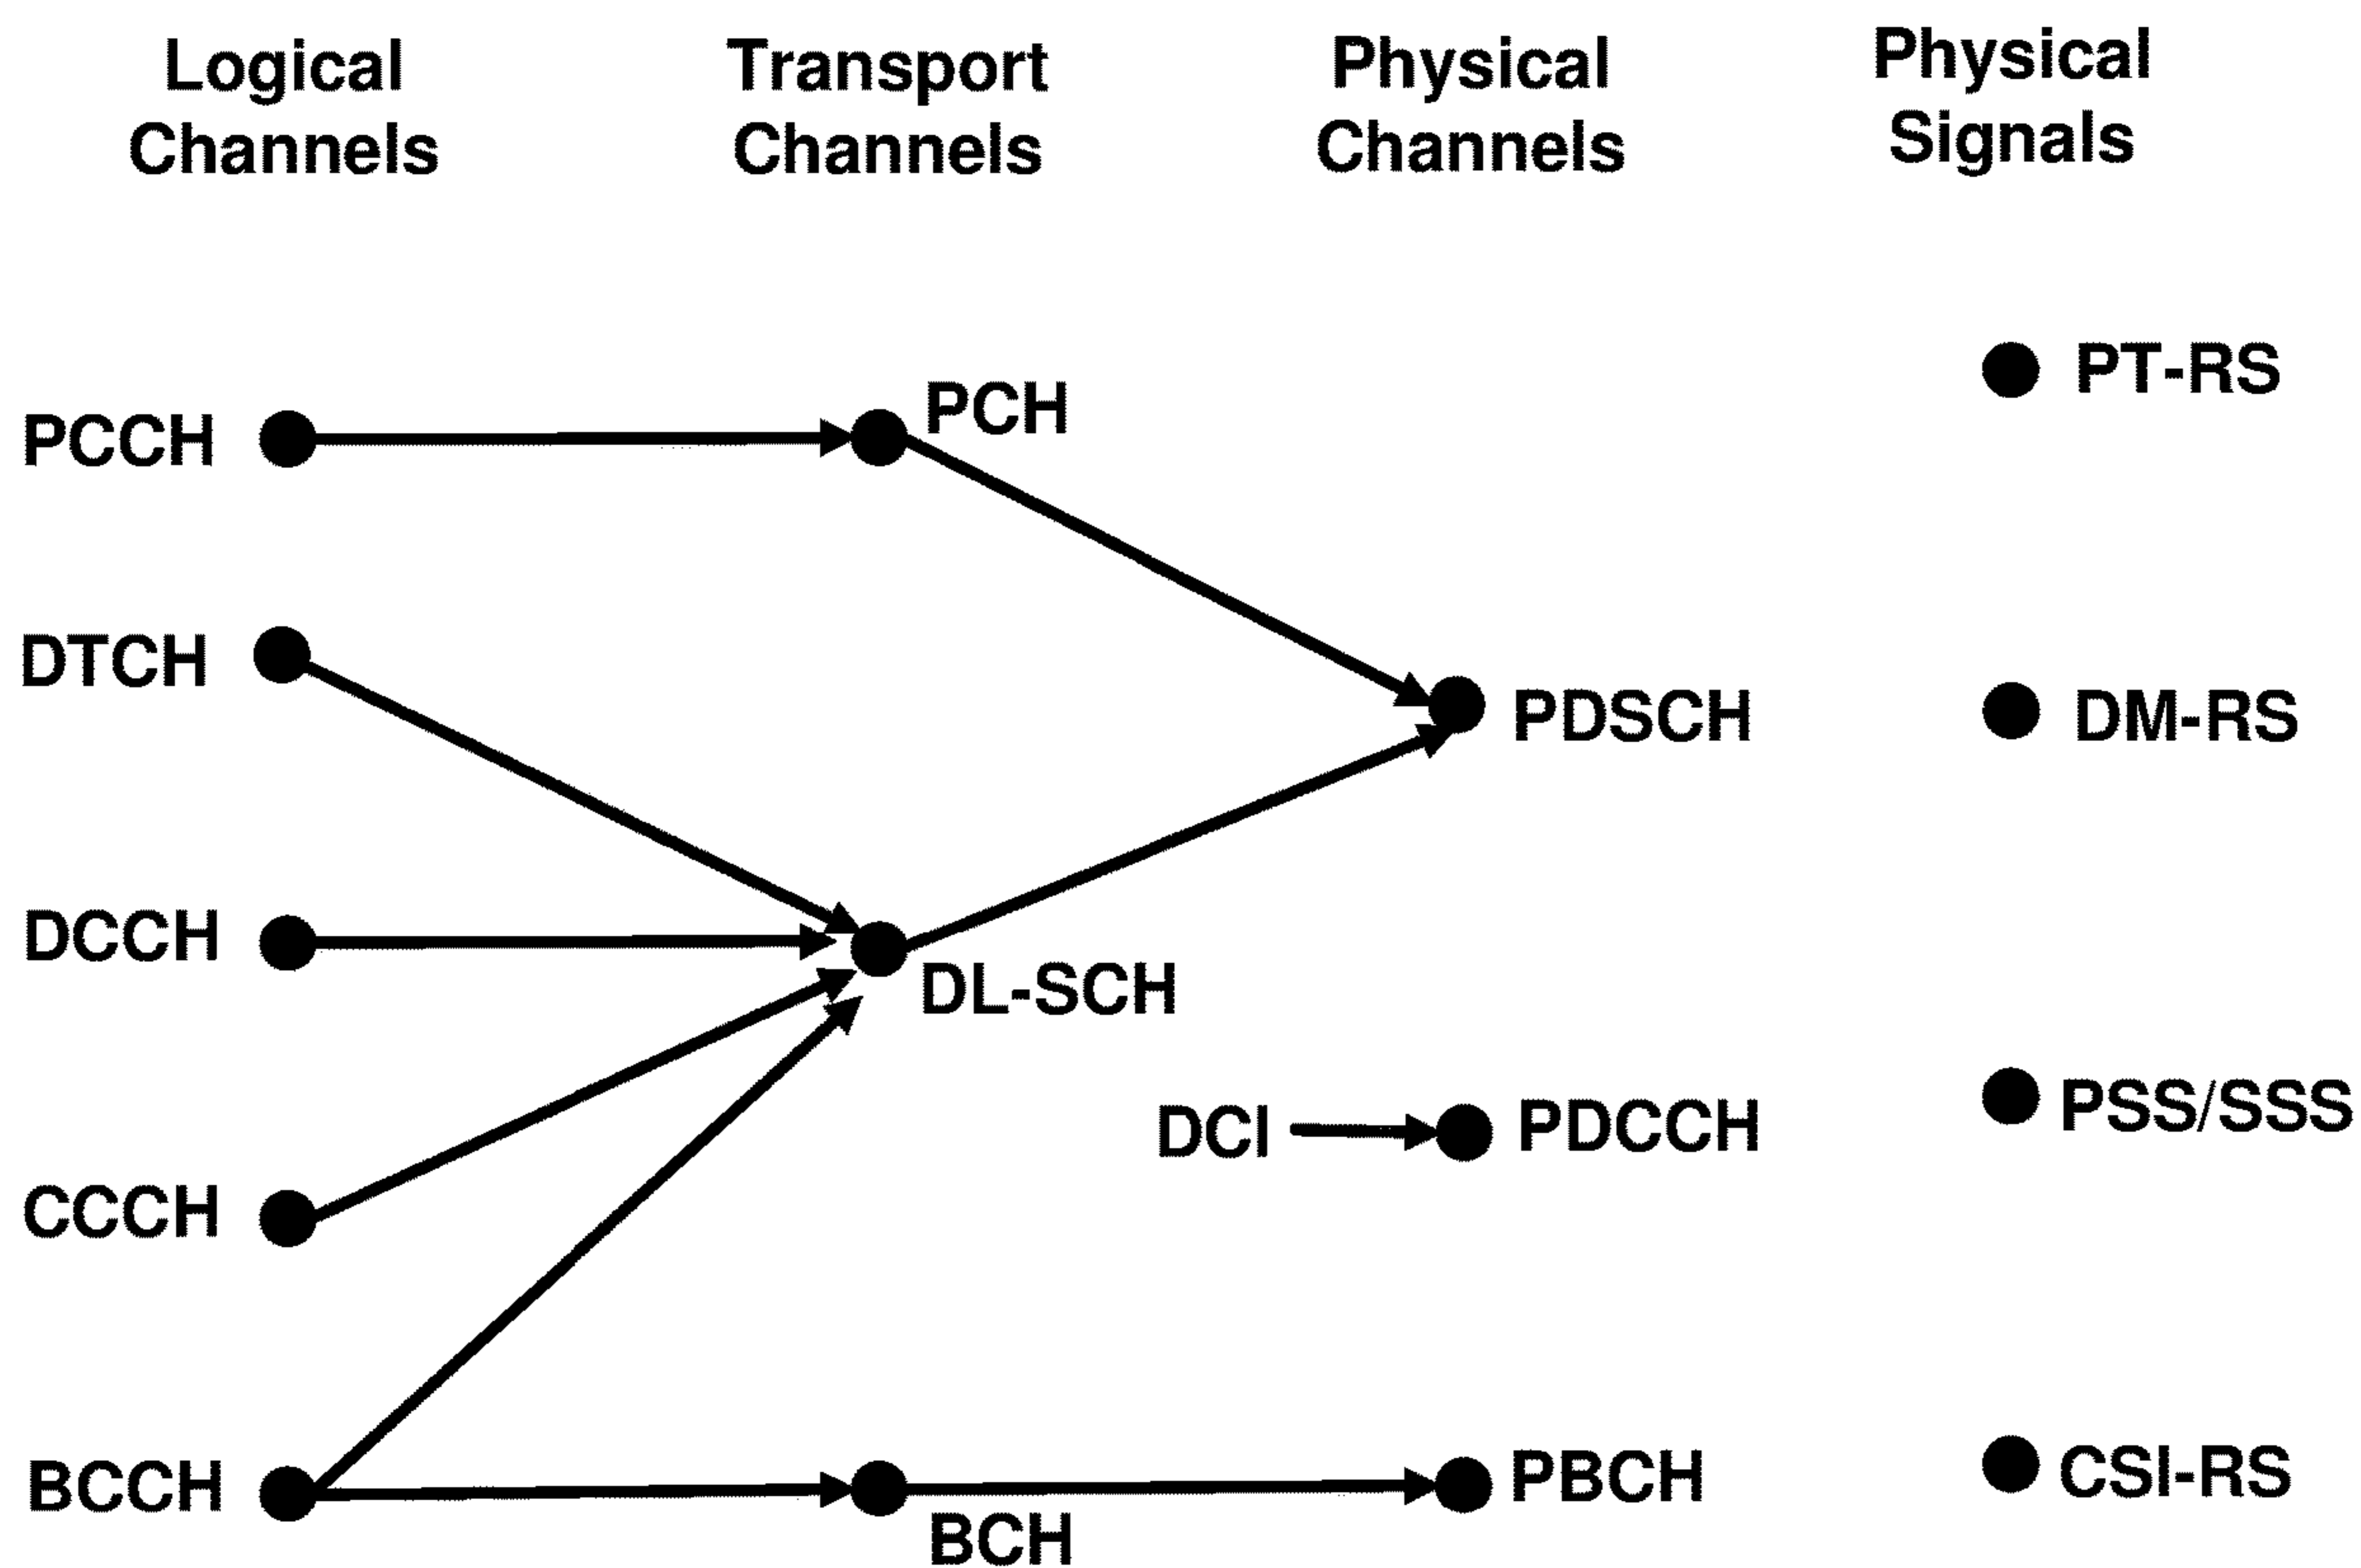 Logical
Channels
Transport
Channels
Physical
Channels
Physical
Signals
PCCH
DTCH
DCCH
CCCH
BCCH
PCH
DL-SCH
BCH
PDSCH
DCI
PDCCH
PBCH
PT-RS
DM-RS
PSS/SSS
CSI-RS